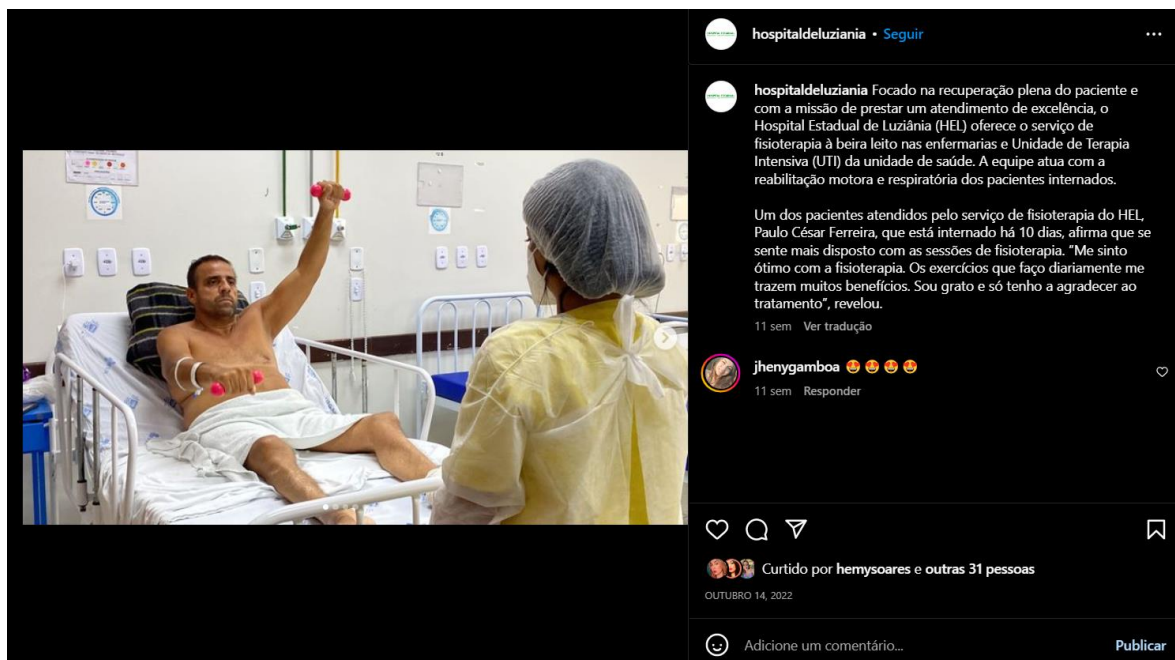 hospitaldeluziania • Seguir
hospitaldeluziania Focado na recuperação plena do paciente e
com a missão de prestar um atendimento de excelência, o
Hospital Estadual de Luziânia (HEL) oferece o serviço de
fisioterapia à beira leito nas enfermarias e Unidade de Terapia
Intensiva (UTI) da unidade de saúde. A equipe atua com a
reabilitação motora e respiratória dos pacientes internados.
Um dos pacientes atendidos pelo serviço de fisioterapia do HEL,
Paulo César Ferreira, que está internado há 10 dias, afirma que se
sente mais disposto com as sessões de fisioterapia. "Me sinto
ótimo com a fisioterapia. Os exercícios que faço diariamente me
trazem muitos benefícios. Sou grato e só tenho a agradecer ao
tratamento", revelou.
11 sem Ver tradução
jhenygamboa 😍 😍 😍 😍
11 sem Responder
Curtido por hemysoares e outras 31 pessoas
OUTUBRO 14, 2022
Adicione um comentário... Publicar